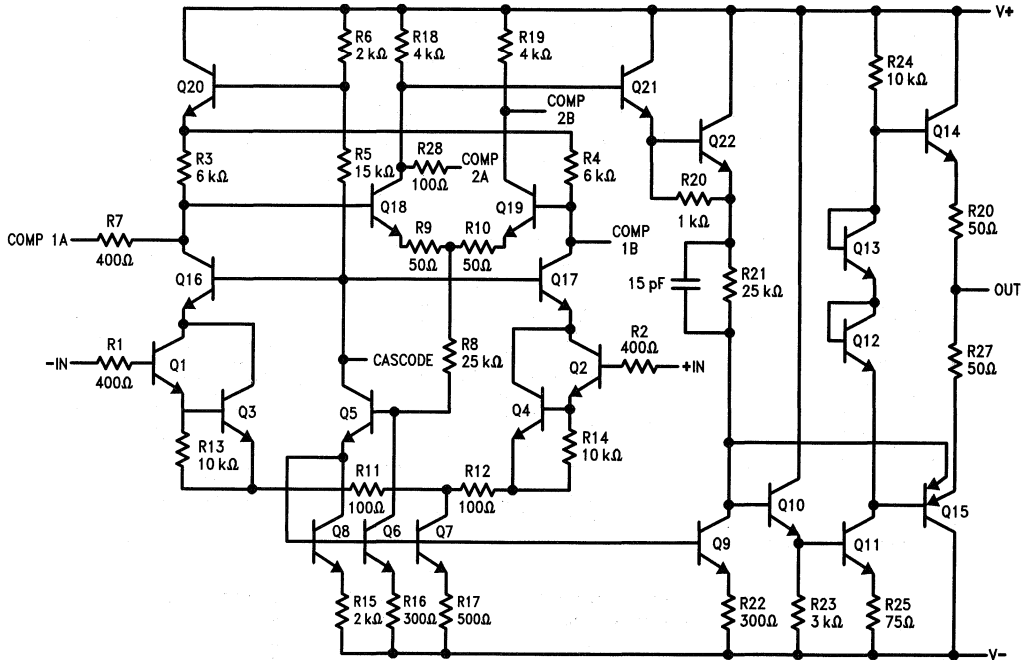 V+
R6
2 kΩ
R18
4 kΩ
R19
4 kΩ
R24
10 kΩ
Q20
Q21
COMP
2B
Q22
Q14
R3
6 kΩ
R5
15 kΩ
R28
100Ω
COMP
2A
R4
6 kΩ
R20
1 kΩ
Q18
Q19
R20
50Ω
COMP 1A
R7
400Ω
R9
50Ω
R10
50Ω
COMP
1B
Q13
Q16
Q17
15 pF
R21
25 kΩ
OUT
Q12
-IN
R1
400Ω
Q1
CASCODE
R8
25 kΩ
Q2
R2
400Ω
+IN
R27
50Ω
Q3
Q5
Q4
R13
10 kΩ
R14
10 kΩ
R11
100Ω
R12
100Ω
Q10
Q15
Q8
Q6
Q7
Q9
Q11
R15
2 kΩ
R16
300Ω
R17
500Ω
R22
300Ω
R23
3 kΩ
R25
75Ω
V-